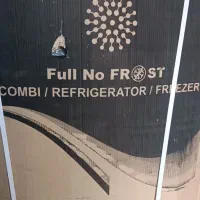 Full No FROST
COMBI / REFRIGERATOR / FREEZER